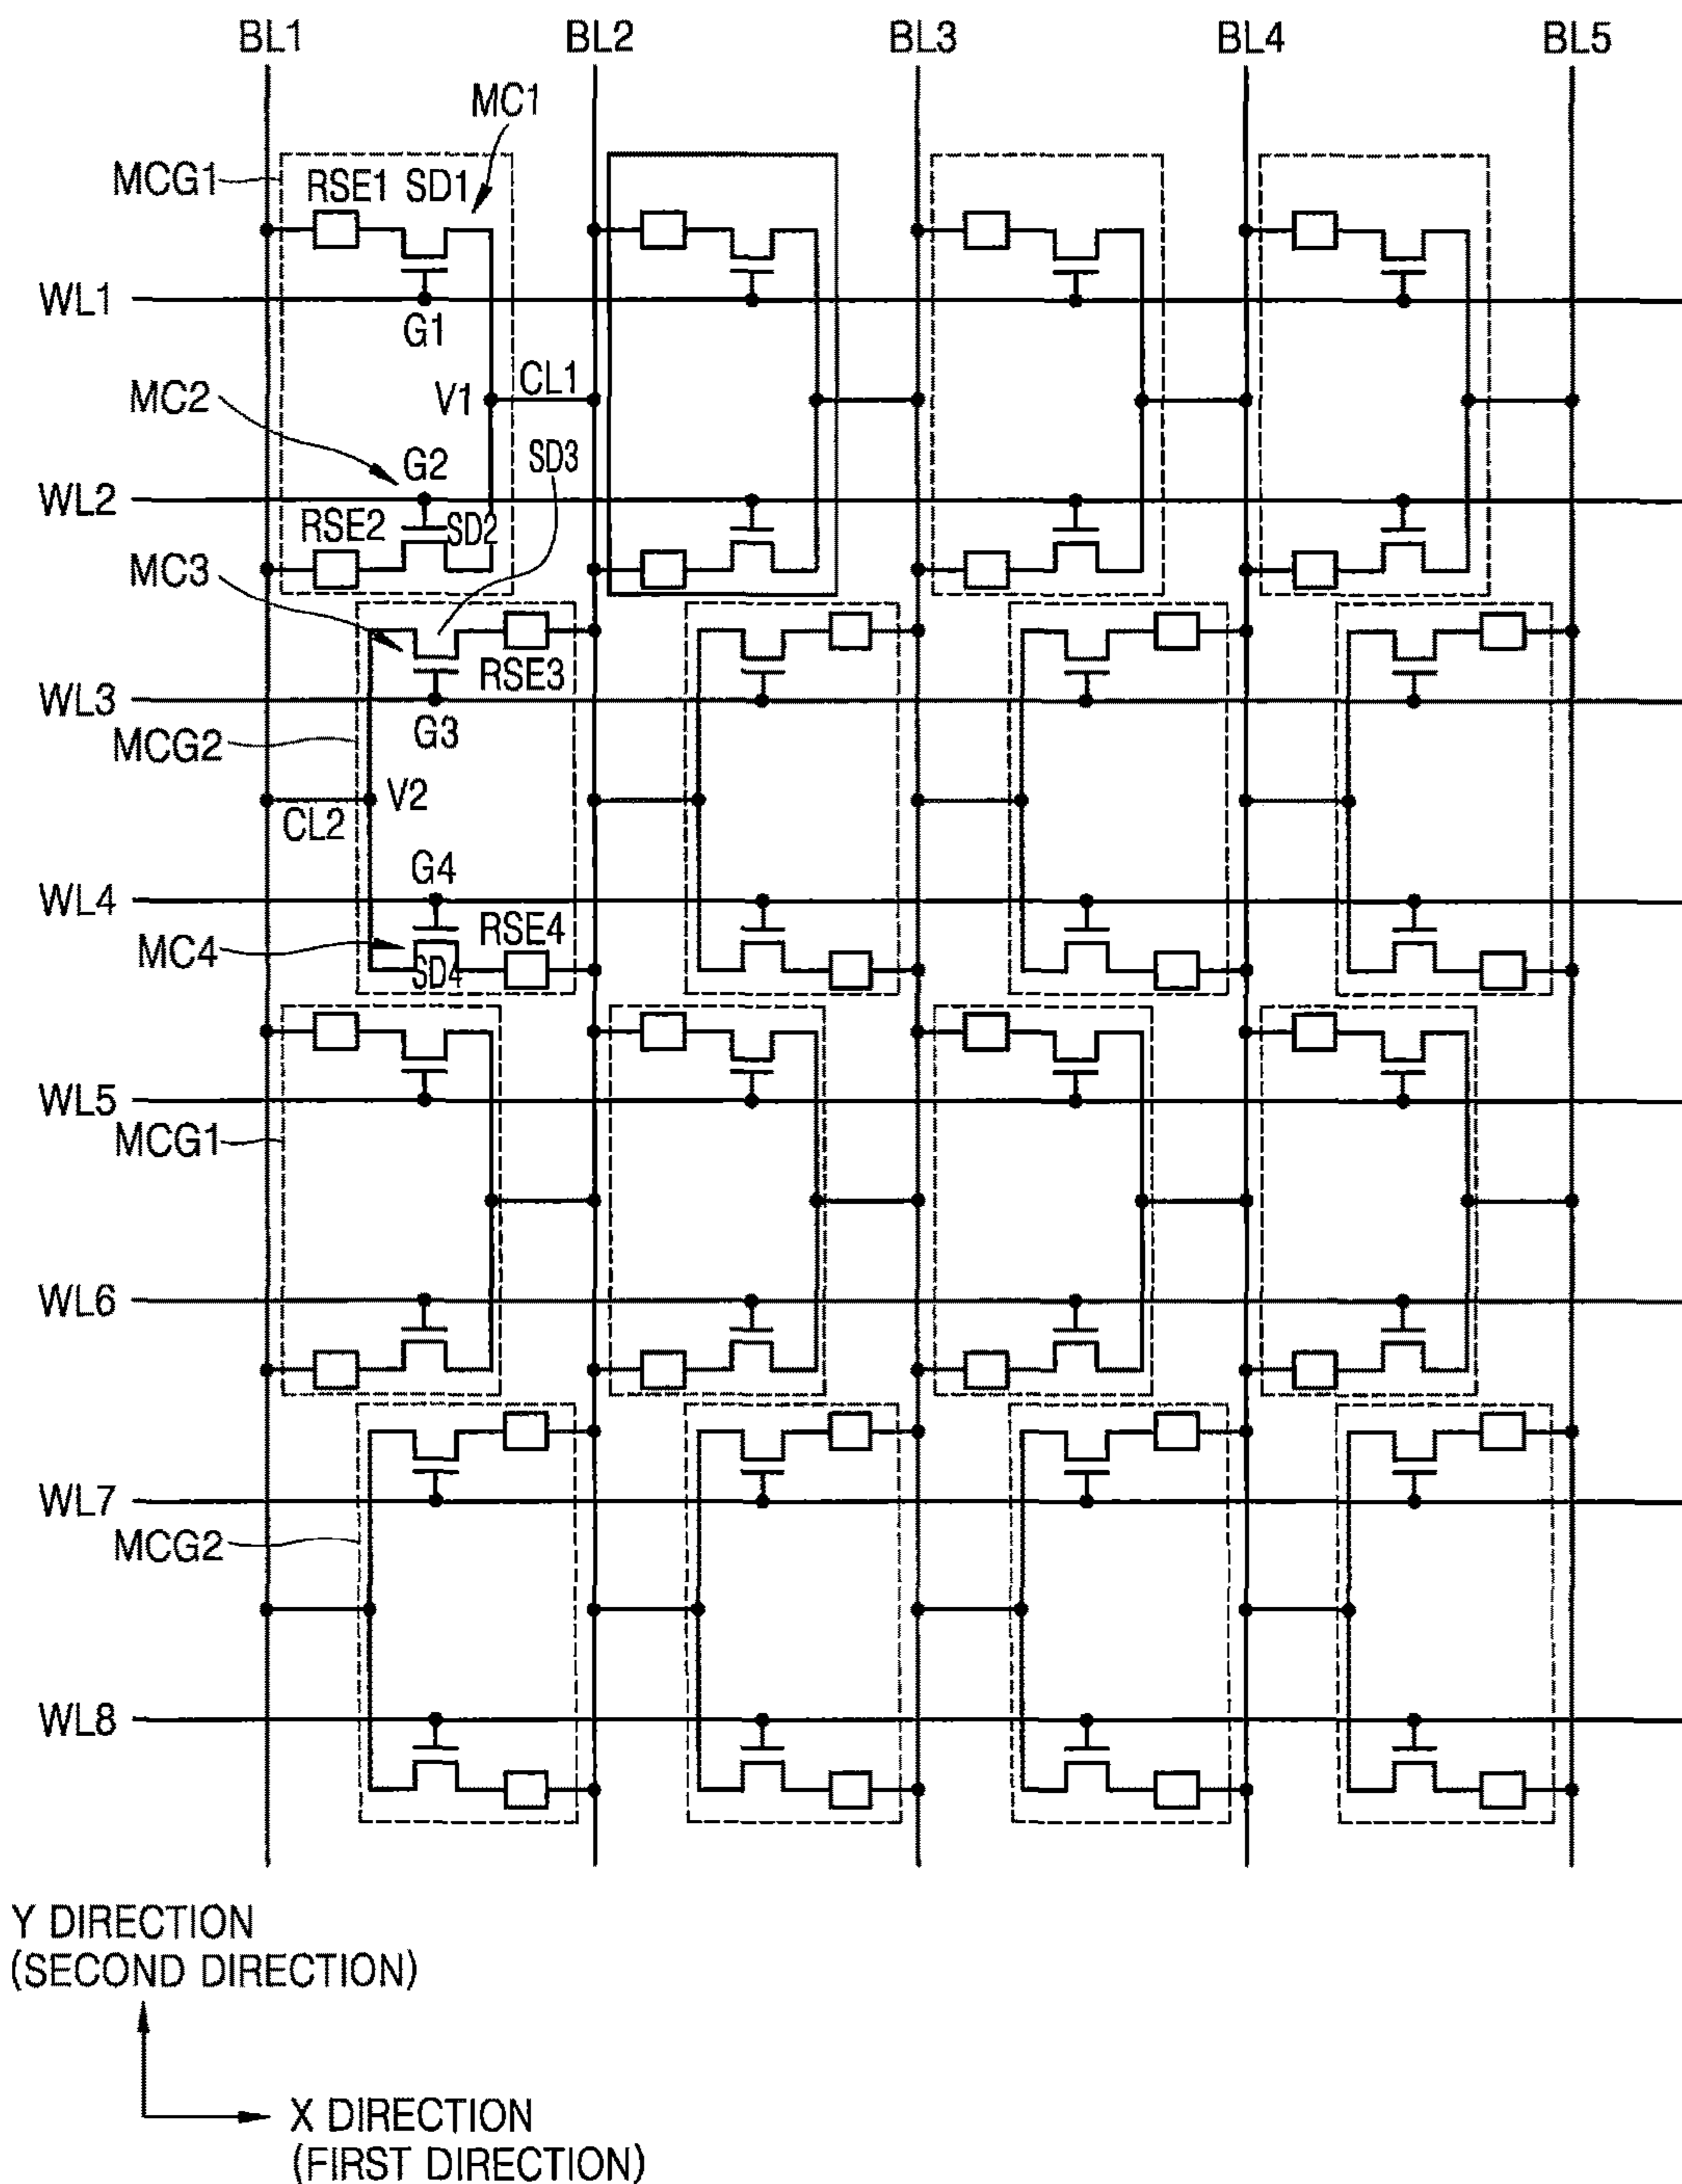 BL1 BL2 BL3 BL4 BL5
MC1
MCG1
RSE1 SD1
WL1
G1
CL1
V1
MC2
SD3
G2
WL2
RSE2 SD2
MC3
RSE3
WL3
G3
MCG2
V2
CL2
G4
WL4
RSE4
MC4
SD4
WL5
MCG1
WL6
WL7
MCG2
WL8
Y DIRECTION
(SECOND DIRECTION)
X DIRECTION
(FIRST DIRECTION)